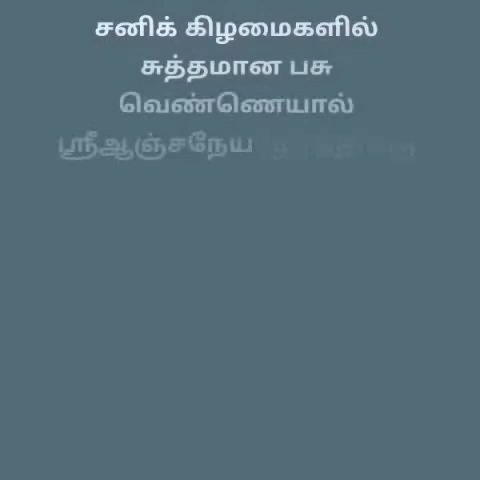 சனிக் கிழமைகளில்
சுத்தமான பசு
வெண்ணெயால்
ஸ்ரீஆஞ்சநேய